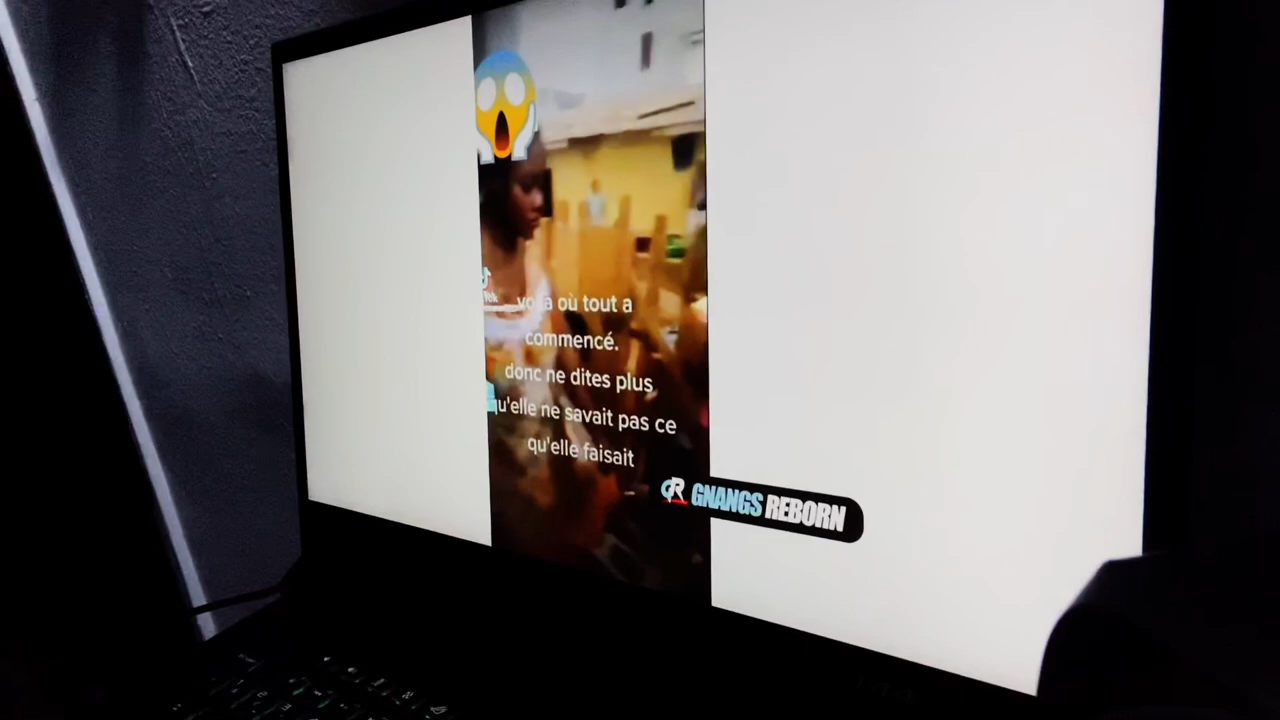 voilà où tout a
commencé.
donc ne dites plus
qu'elle ne savait pas ce
qu'elle faisait
GR GNANGS REBORN